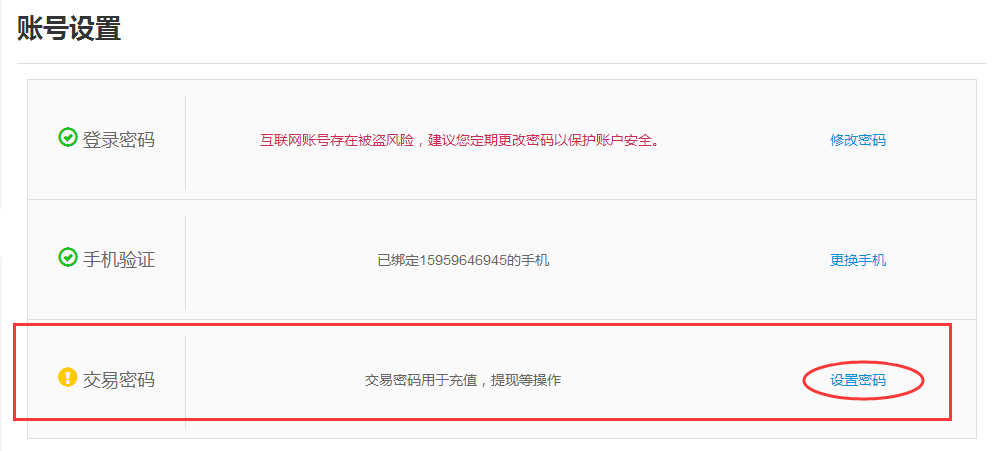 账号设置
登录密码 互联网账号存在被盗风险，建议您定期更改密码以保护账户安全。 修改密码
手机验证 已绑定15959646945的手机 更换手机
交易密码 交易密码用于充值，提现等操作 设置密码